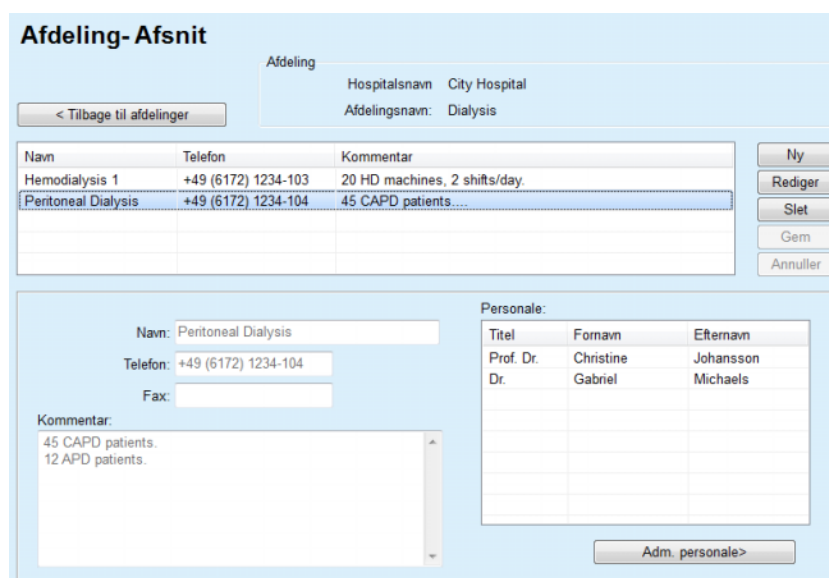 Afdeling- Afsnit
Afdeling
Hospitalsnavn City Hospital
Afdelingsnavn: Dialysis
< Tilbage til afdelinger
Navn Telefon Kommentar
Hemodialysis 1 +49 (6172) 1234-103 20 HD machines, 2 shifts/day.
Peritoneal Dialysis +49 (6172) 1234-104 45 CAPD patients....
Ny
Rediger
Slet
Gem
Annuller
Navn: Peritoneal Dialysis
Telefon: +49 (6172) 1234-104
Fax:
Kommentar:
45 CAPD patients.
12 APD patients.
Personale:
Titel Fornavn Efternavn
Prof. Dr. Christine Johansson
Dr. Gabriel Michaels
Adm. personale>